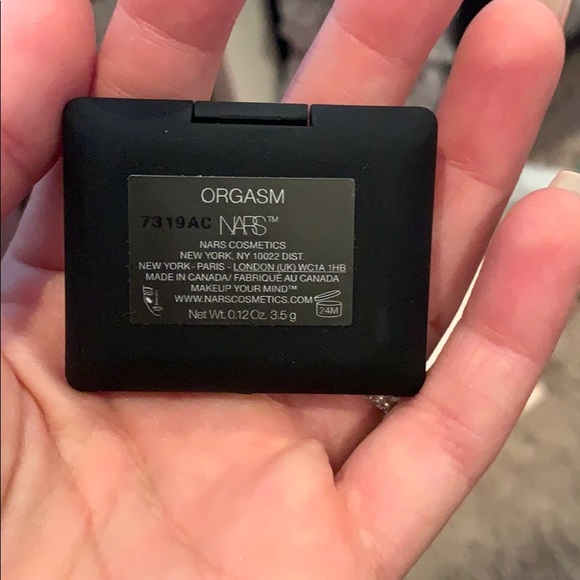 ORGASM
7319AC NARS™
NARS COSMETICS
NEW YORK, NY 10022 DIST.
NEW YORK - PARIS - LONDON (UK) WC1A 1HB
MADE IN CANADA/ FABRIQUÉ AU CANADA
MAKEUP YOUR MIND™
WWW.NARSCOSMETICS.COM 24M
Net Wt. 0.12 Oz. 3.5 g